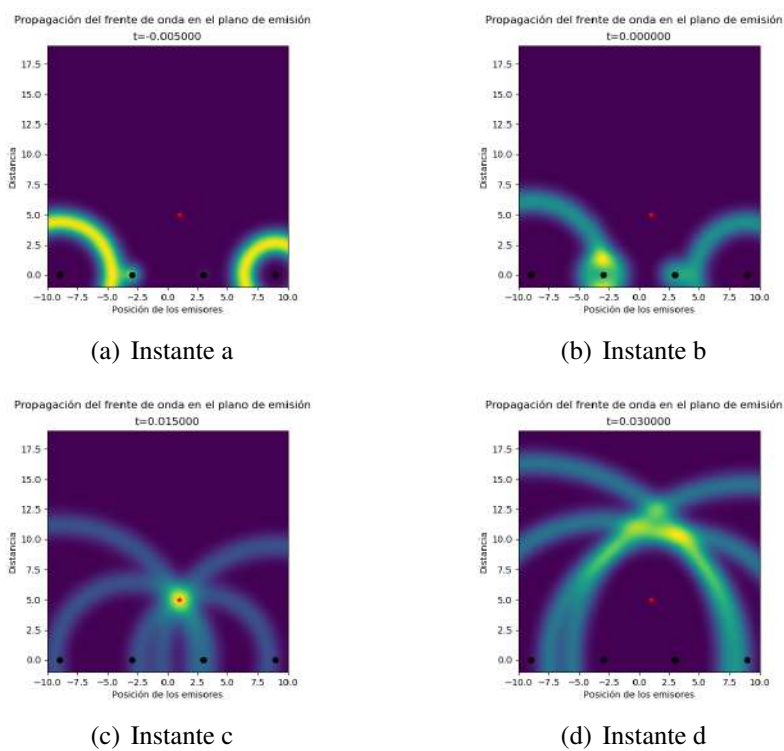 Propagación del frente de onda en el plano de emisión
t=-0.005000
17.5
15.0
12.5
10.0
7.5
5.0
2.5
0.0
Distancia
−10.0 −7.5 −5.0 −2.5 0.0 2.5 5.0 7.5 10.0
Posición de los emisores
(a) Instante a
Propagación del frente de onda en el plano de emisión
t=0.000000
17.5
15.0
12.5
10.0
7.5
5.0
2.5
0.0
Distancia
−10.0 −7.5 −5.0 −2.5 0.0 2.5 5.0 7.5 10.0
Posición de los emisores
(b) Instante b
Propagación del frente de onda en el plano de emisión
t=0.015000
17.5
15.0
12.5
10.0
7.5
5.0
2.5
0.0
Distancia
−10.0 −7.5 −5.0 −2.5 0.0 2.5 5.0 7.5 10.0
Posición de los emisores
(c) Instante c
Propagación del frente de onda en el plano de emisión
t=0.030000
17.5
15.0
12.5
10.0
7.5
5.0
2.5
0.0
Distancia
−10.0 −7.5 −5.0 −2.5 0.0 2.5 5.0 7.5 10.0
Posición de los emisores
(d) Instante d